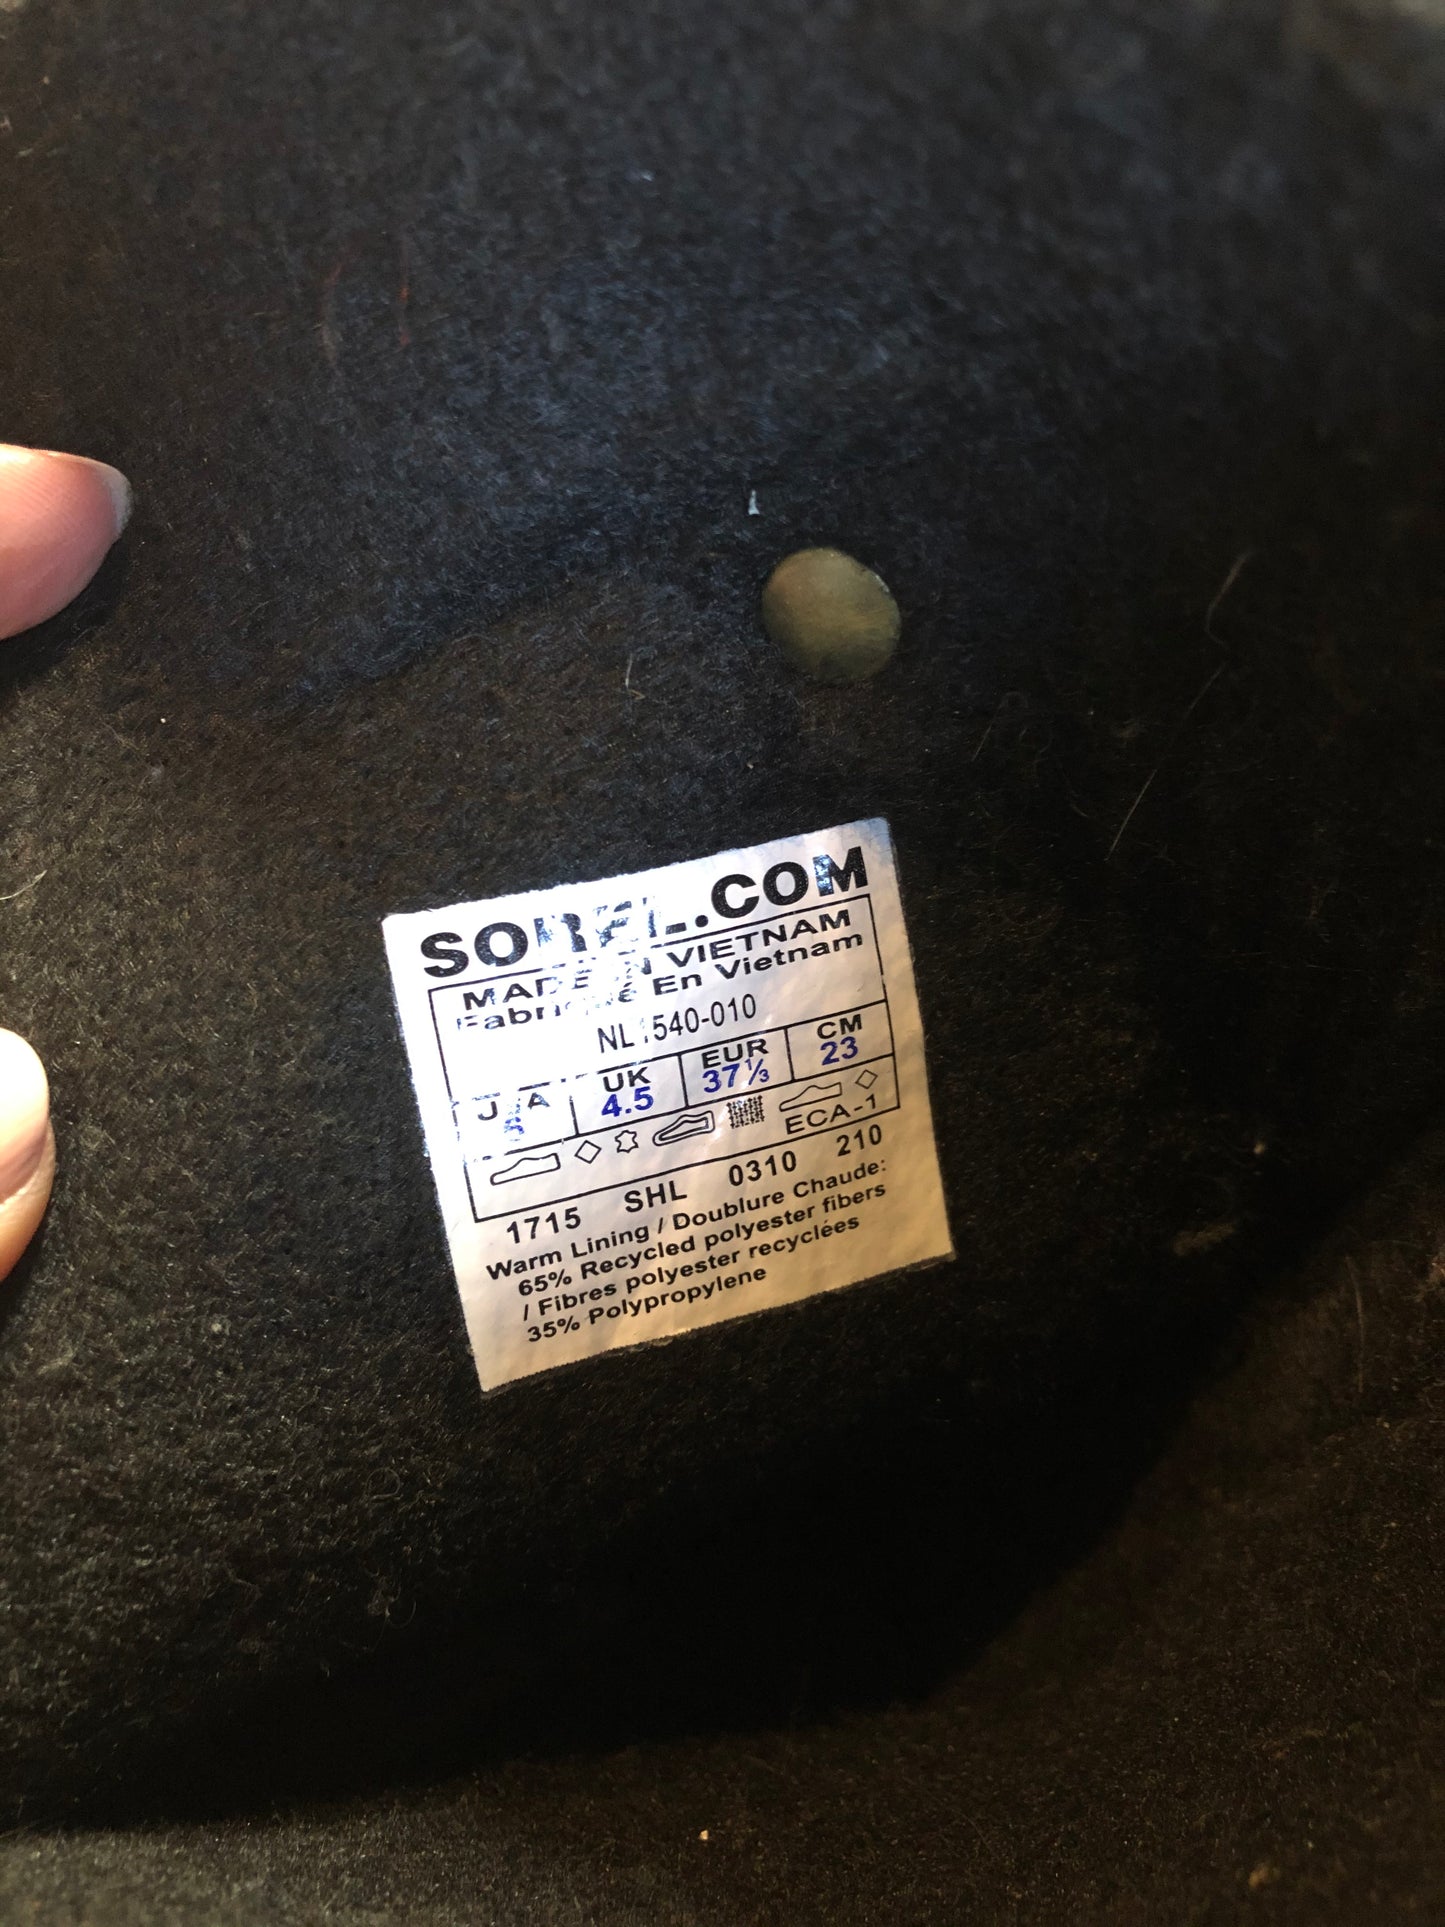 SOREL.COM
MADE IN VIETNAM
Fabriqué En Vietnam
NL1540-010
UK EUR CM
4.5 37⅓ 23
ECA-1
1715 SHL 0310 210
Warm Lining / Doublure Chaude:
65% Recycled polyester fibers
/ Fibres polyester recyclées
35% Polypropylene